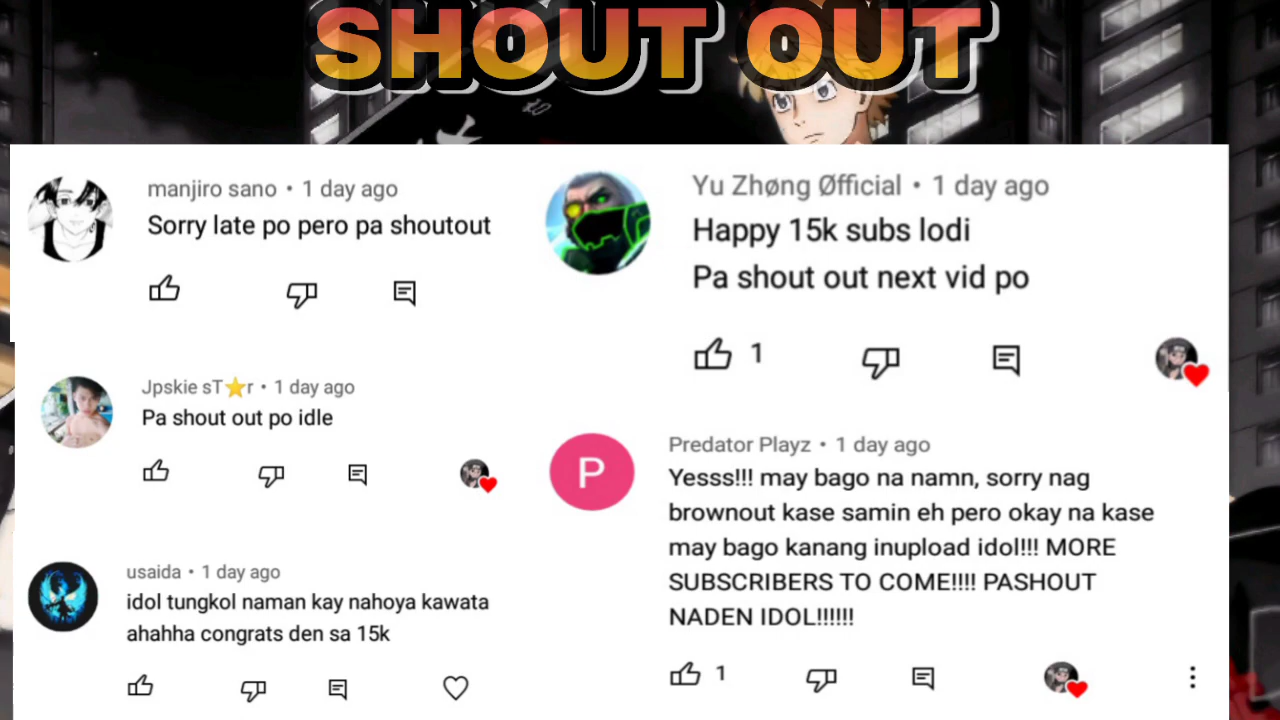 SHOUT OUT
manjiro sano • 1 day ago
Sorry late po pero pa shoutout
Jpskie sT⭐r • 1 day ago
Pa shout out po idle
usaida • 1 day ago
idol tungkol naman kay nahoya kawata
ahahha congrats den sa 15k
Yu Zhøng Øfficial • 1 day ago
Happy 15k subs lodi
Pa shout out next vid po
1
P
Predator Playz • 1 day ago
Yesss!!! may bago na namn, sorry nag
brownout kase samin eh pero okay na kase
may bago kanang inupload idol!!! MORE
SUBSCRIBERS TO COME!!!! PASHOUT
NADEN IDOL!!!!!!
1